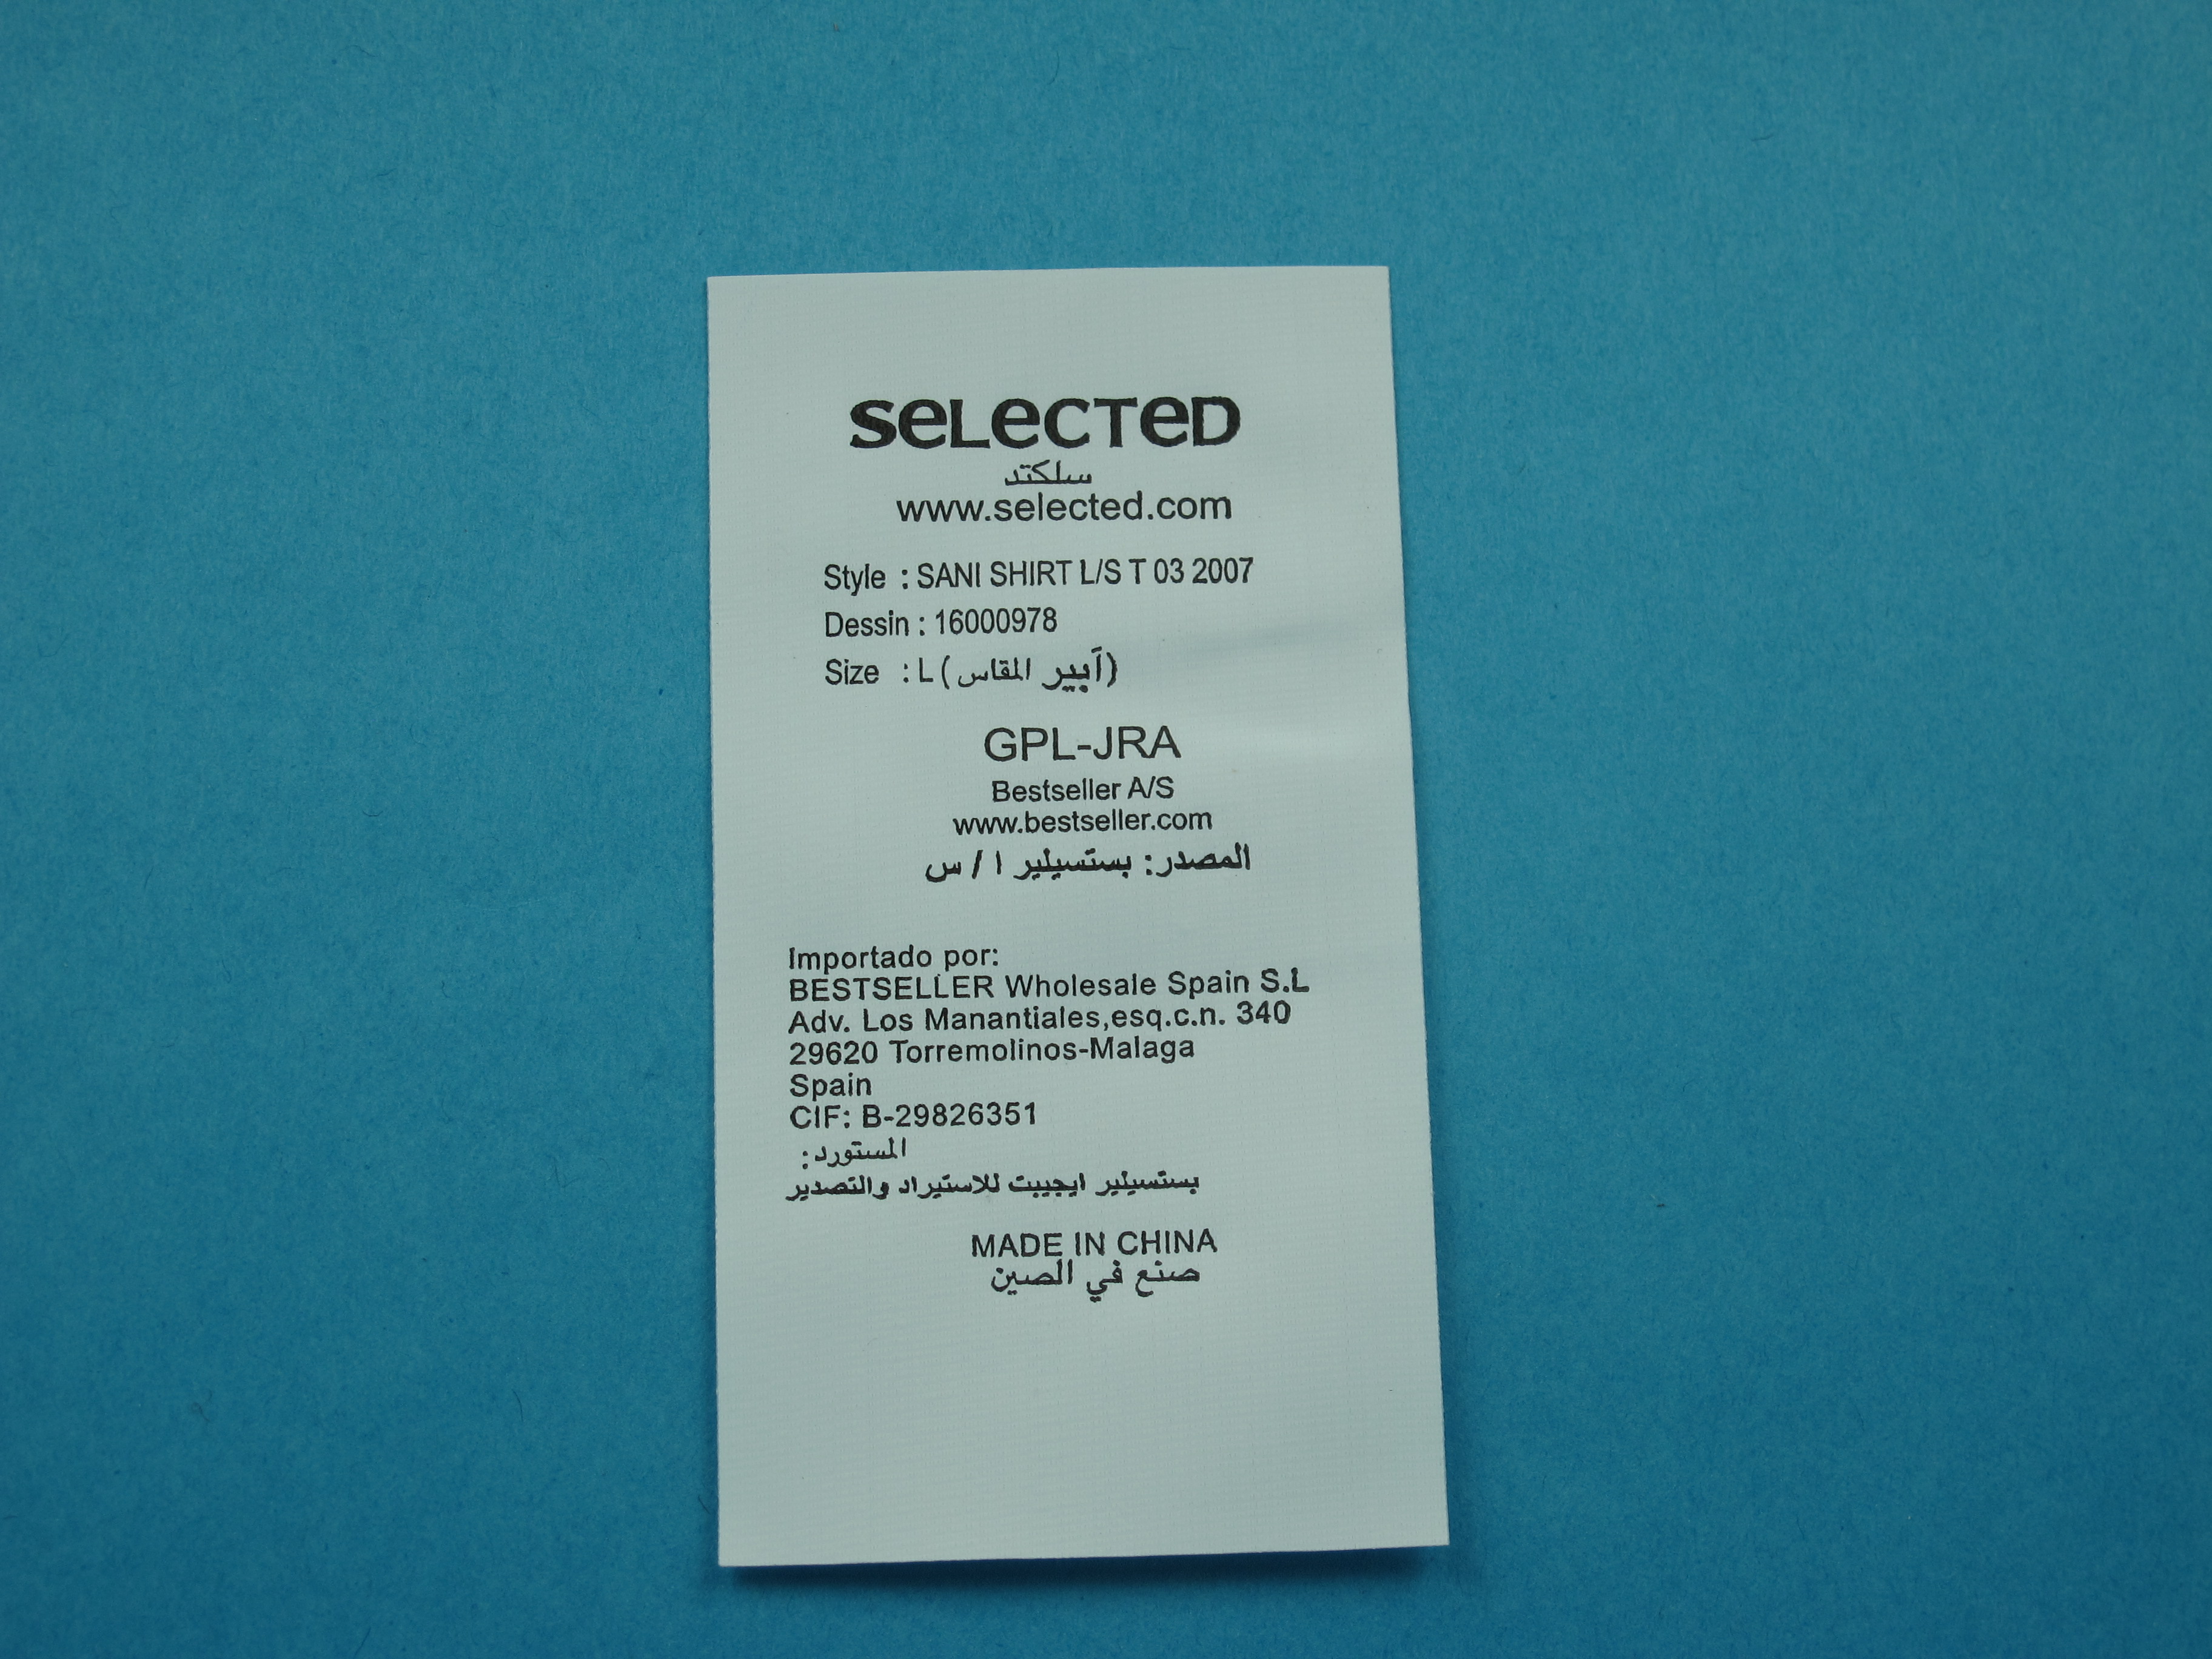 SELECTED
سلكتد
www.selected.com
Style : SANI SHIRT L/S T 03 2007
Dessin : 16000978
Size : L (آبير المقاس)
GPL-JRA
Bestseller A/S
www.bestseller.com
المصدر: بستسيلير ا / س
Importado por:
BESTSELLER Wholesale Spain S.L
Adv. Los Manantiales,esq.c.n. 340
29620 Torremolinos-Malaga
Spain
CIF: B-29826351
المستورد:
بستسيلير ايجيبت للاستيراد والتصدير
MADE IN CHINA
صنع في الصين